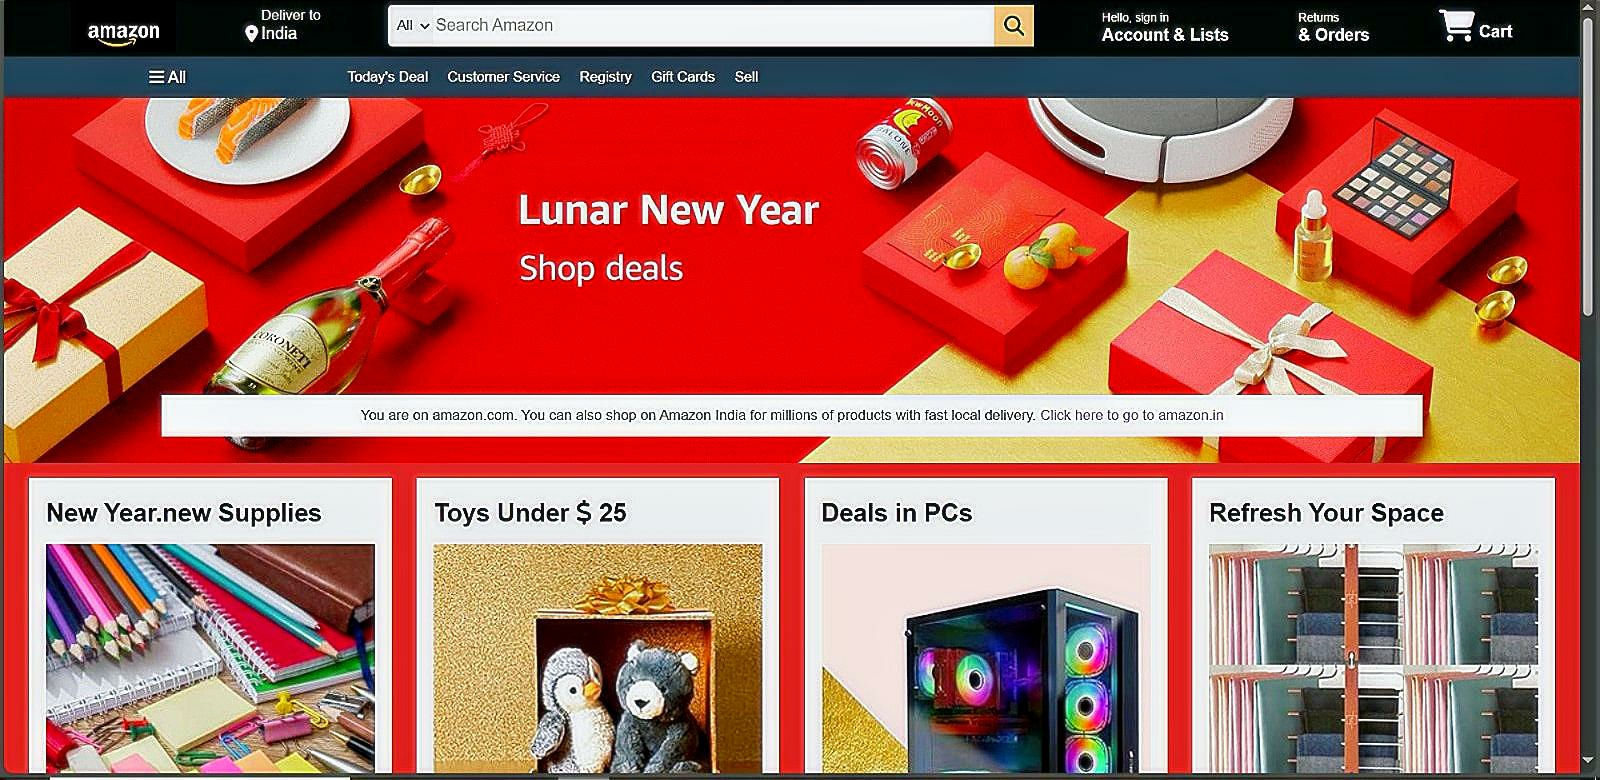 amazon
Deliver to
India
All
Search Amazon
Hello, sign in
Account & Lists
Returns
& Orders
Cart
All
Today's Deal
Customer Service
Registry
Gift Cards
Sell
Lunar New Year
Shop deals
CORONETI
You are on amazon.com. You can also shop on Amazon India for millions of products with fast local delivery. Click here to go to amazon.in
New Year.new Supplies
Toys Under $ 25
Deals in PCs
Refresh Your Space